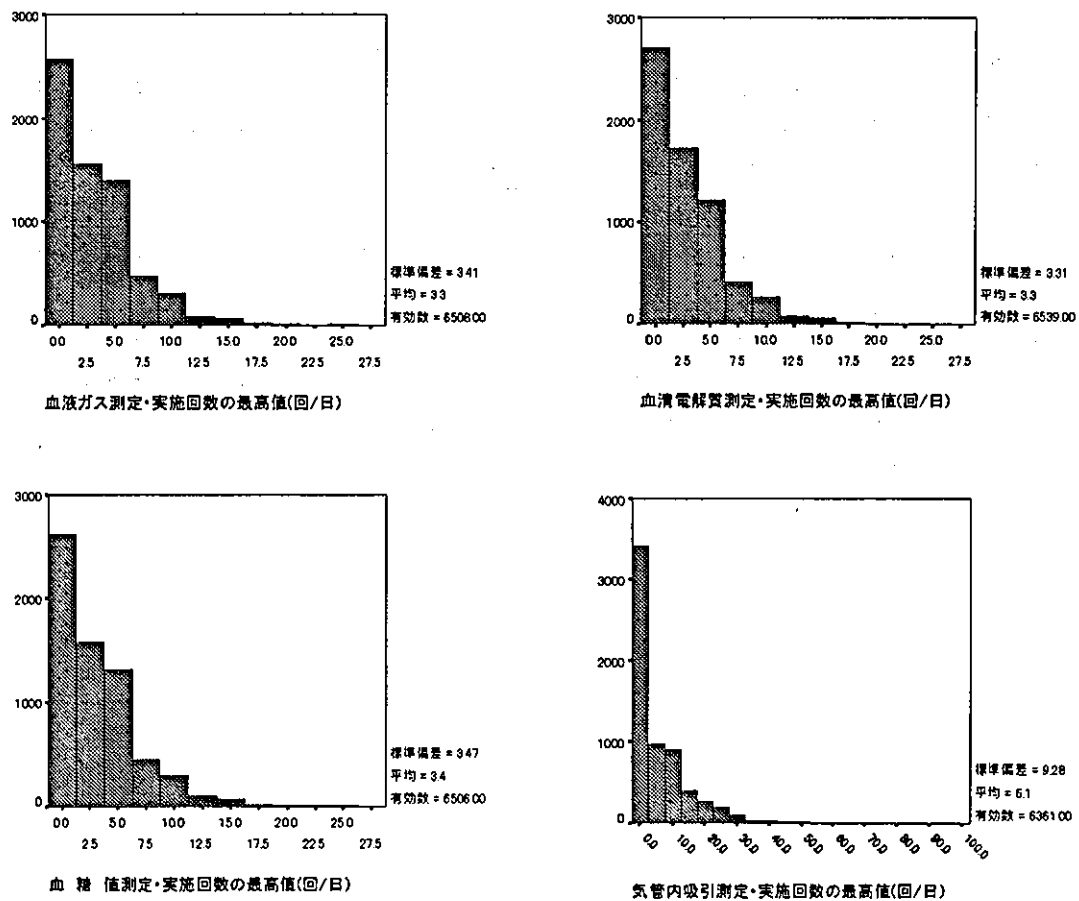 3000
2000
1000
0
00 50 10.0 15.0 20.0 25.0
2.5 7.5 12.5 17.5 22.5 27.5
標準偏差 = 3.41
平均 = 3.3
有効数 = 6506.00
血液ガス測定・実施回数の最高値(回/日)
3000
2000
1000
0
0.0 5.0 10.0 15.0 20.0 25.0
2.5 7.5 12.5 17.5 22.5 27.5
標準偏差 = 3.31
平均 = 3.3
有効数 = 6539.00
血清電解質測定・実施回数の最高値(回/日)
3000
2000
1000
0
00 50 10.0 15.0 20.0 25.0
2.5 7.5 12.5 17.5 22.5 27.5
標準偏差 = 3.47
平均 = 3.4
有効数 = 6506.00
血 糖 値測定・実施回数の最高値(回/日)
4000
3000
2000
1000
0
0.0 10.0 20.0 30.0 40.0 50.0 60.0 70.0 80.0 90.0 100.0
標準偏差 = 9.28
平均 = 6.1
有効数 = 6361.00
気管内吸引測定・実施回数の最高値(回/日)